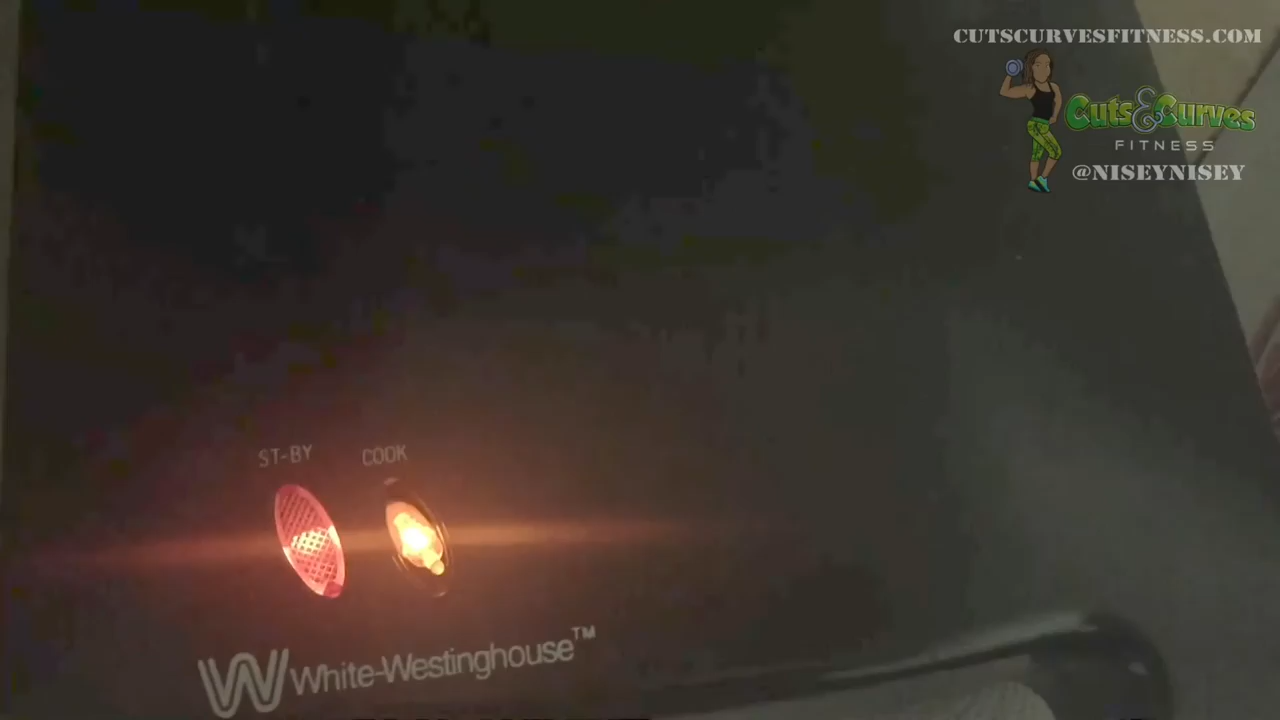 CUTSCURVESFITNESS.COM
Cuts&Curves
FITNESS
@NISEYNISEY
ST-BY COOK
W White-Westinghouse™